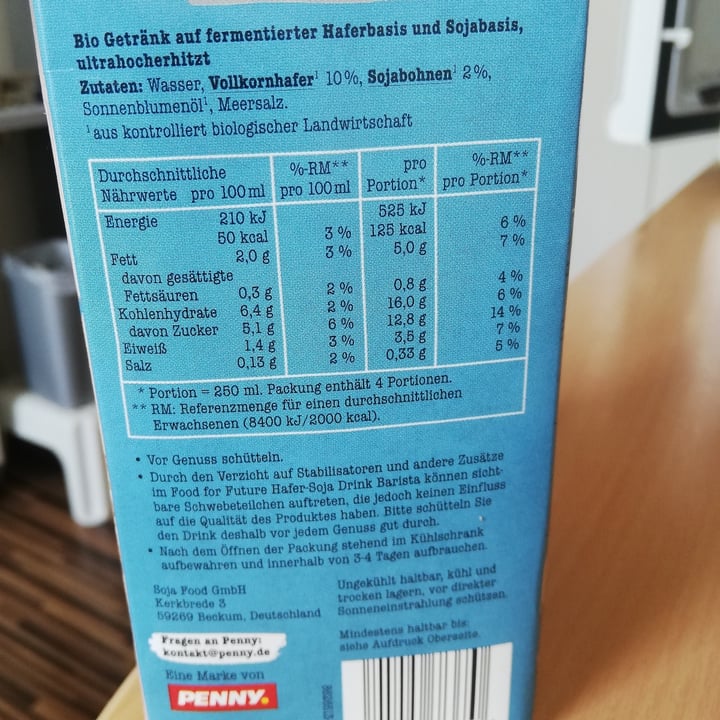 Bio Getränk auf fermentierter Haferbasis und Sojabasis,
ultrahocherhitzt
Zutaten: Wasser, Vollkornhafer¹ 10%, Sojabohnen¹ 2%,
Sonnenblumenöl¹, Meersalz.
¹aus kontrolliert biologischer Landwirtschaft
Durchschnittliche Nährwerte pro 100 ml %-RM** pro 100 ml pro Portion* %-RM** pro Portion*
Energie 210 kJ 525 kJ
50 kcal 3 % 125 kcal 6 %
Fett 2,0 g 3 % 5,0 g 7 %
davon gesättigte
Fettsäuren 0,3 g 2 % 0,8 g 4 %
Kohlenhydrate 6,4 g 2 % 16,0 g 6 %
davon Zucker 5,1 g 6 % 12,8 g 14 %
Eiweiß 1,4 g 3 % 3,5 g 7 %
Salz 0,13 g 2 % 0,33 g 5 %
* Portion = 250 ml. Packung enthält 4 Portionen.
** RM: Referenzmenge für einen durchschnittlichen
Erwachsenen (8400 kJ/2000 kcal).
• Vor Genuss schütteln.
• Durch den Verzicht auf Stabilisatoren und andere Zusätze
im Food for Future Hafer-Soja Drink Barista können sicht-
bare Schwebeteilchen auftreten, die jedoch keinen Einfluss
auf die Qualität des Produktes haben. Bitte schütteln Sie
den Drink deshalb vor jedem Genuss gut durch.
• Nach dem Öffnen der Packung stehend im Kühlschrank
aufbewahren und innerhalb von 3-4 Tagen aufbrauchen.
Soja Food GmbH
Kerkbrede 3
59269 Beckum, Deutschland
Fragen an Penny:
kontakt@penny.de
Eine Marke von
PENNY.
Ungekühlt haltbar, kühl und
trocken lagern, vor direkter
Sonneneinstrahlung schützen.
Mindestens haltbar bis:
siehe Aufdruck Oberseite.